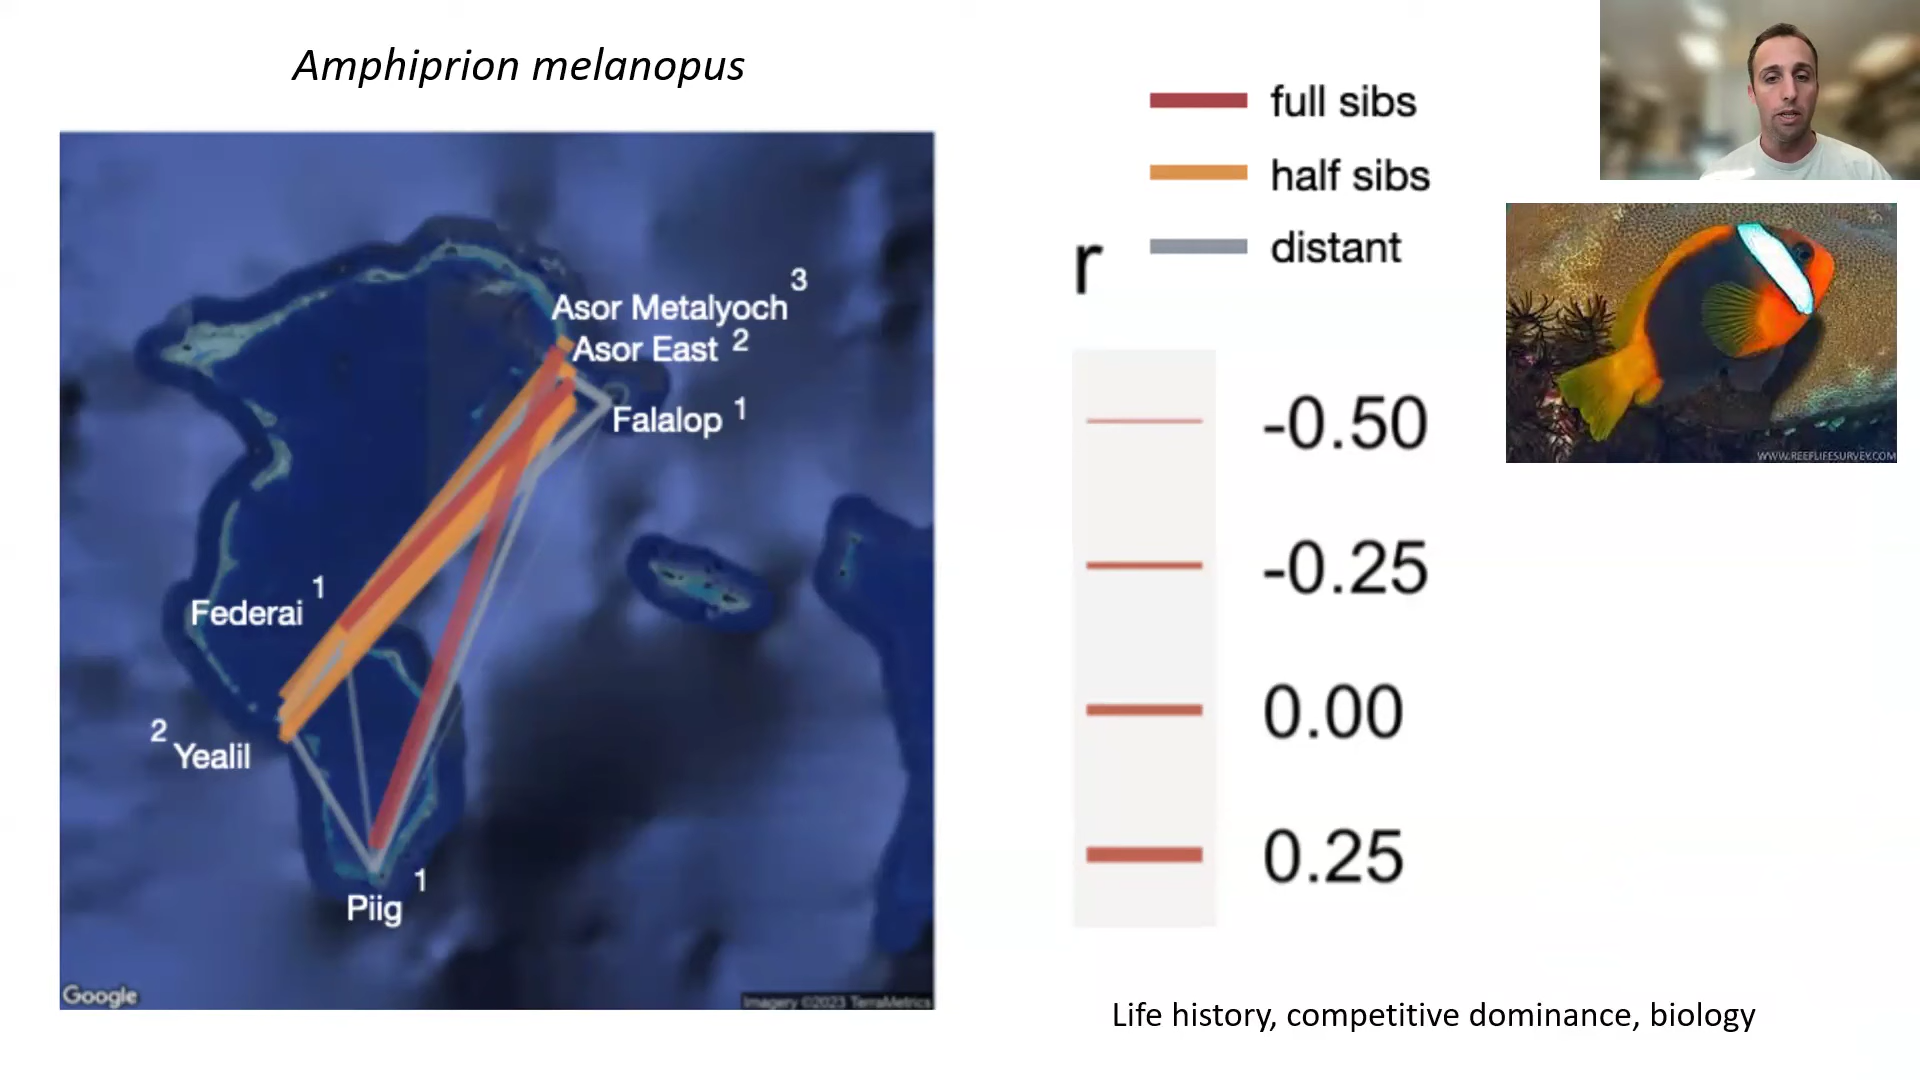 Amphiprion melanopus
full sibs
half sibs
distant
r
-0.50
-0.25
0.00
0.25
Asor Metalyoch 3
Asor East 2
Falalop 1
Federai 1
2 Yealil
Piig 1
Google
Imagery ©2023 TerraMetrics
WWW.REEFLIFESURVEY.COM
Life history, competitive dominance, biology